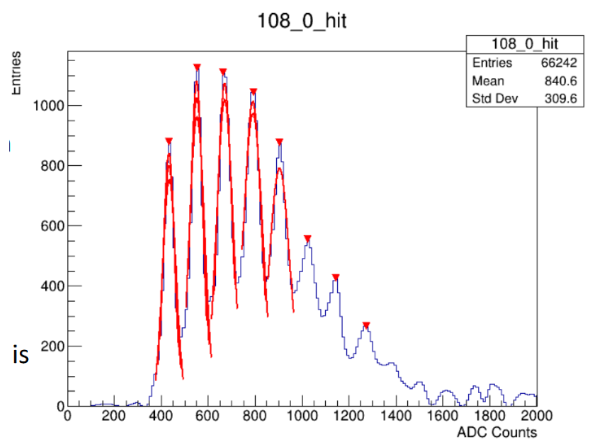 108_0_hit
108_0_hit
Entries 66242
Mean 840.6
Std Dev 309.6
Entries
1000
800
600
400
200
0
is
0 200 400 600 800 1000 1200 1400 1600 1800 2000
ADC Counts